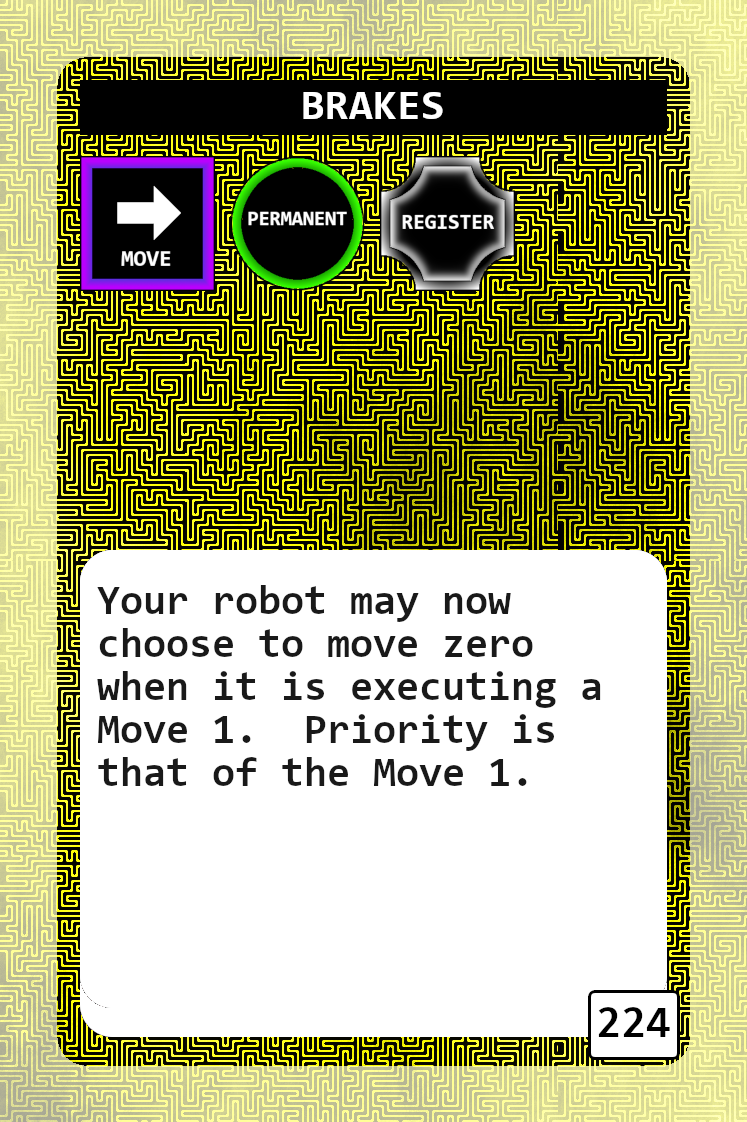 BRAKES
MOVE
PERMANENT
REGISTER
Your robot may now
choose to move zero
when it is executing a
Move 1.  Priority is
that of the Move 1.
224